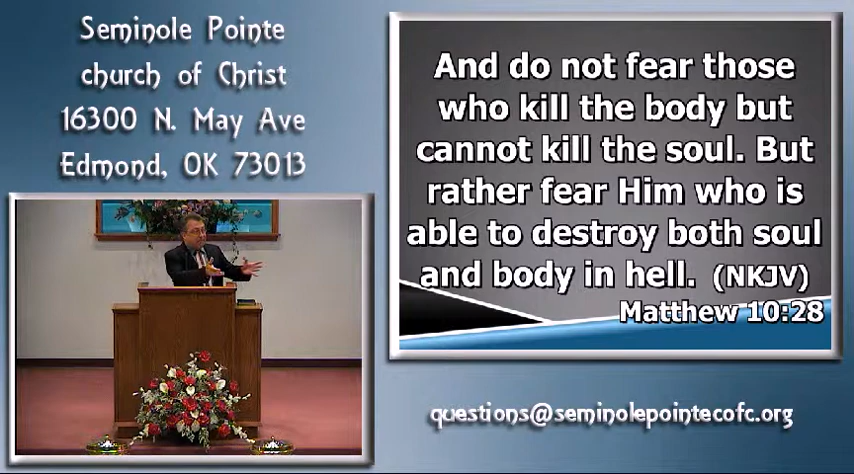 Seminole Pointe
church of Christ
16300 N. May Ave
Edmond, OK 73013
And do not fear those
who kill the body but
cannot kill the soul. But
rather fear Him who is
able to destroy both soul
and body in hell. (NKJV)
Matthew 10:28
questions@seminolepointecofc.org